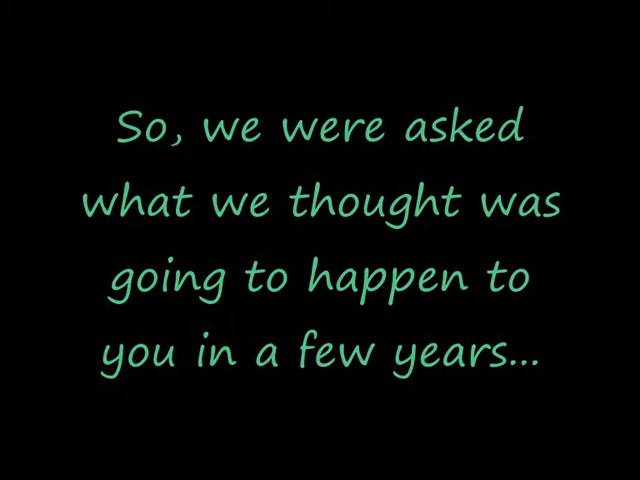 So, we were asked
what we thought was
going to happen to
you in a few years...